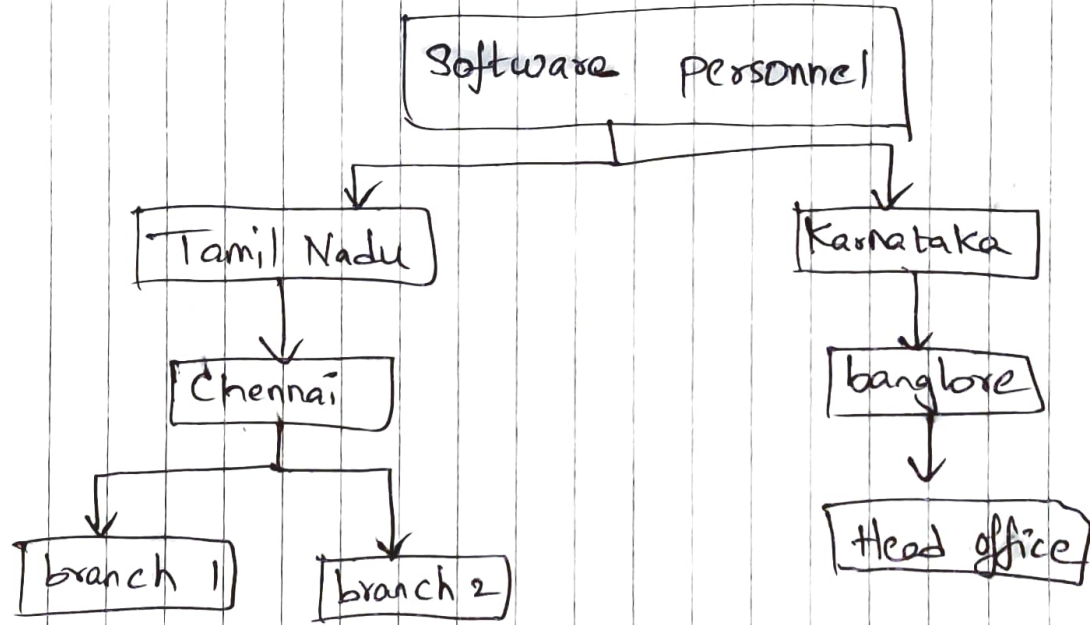 Software personnel
Tamil Nadu
Karnataka
Chennai
banglore
branch 1
branch 2
Head office